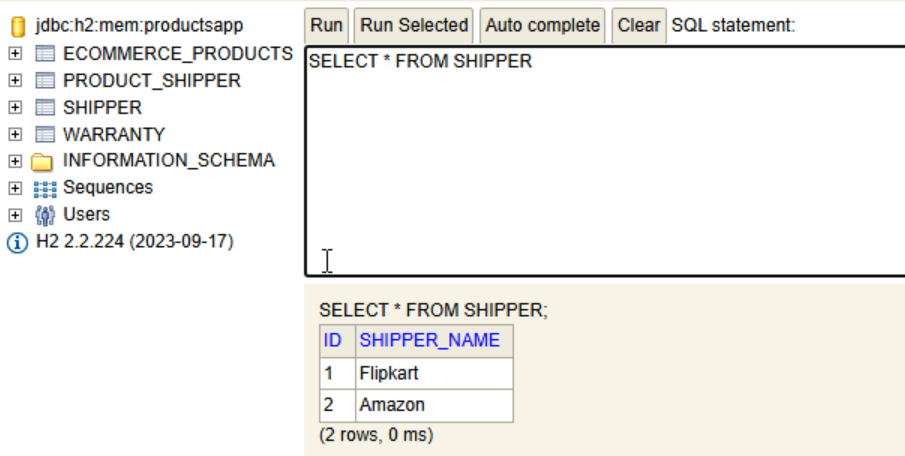 jdbc:h2:mem:productsapp
ECOMMERCE_PRODUCTS
PRODUCT_SHIPPER
SHIPPER
WARRANTY
INFORMATION_SCHEMA
Sequences
Users
H2 2.2.224 (2023-09-17)
Run Run Selected Auto complete Clear SQL statement:
SELECT * FROM SHIPPER
SELECT * FROM SHIPPER;
ID SHIPPER_NAME
1 Flipkart
2 Amazon
(2 rows, 0 ms)